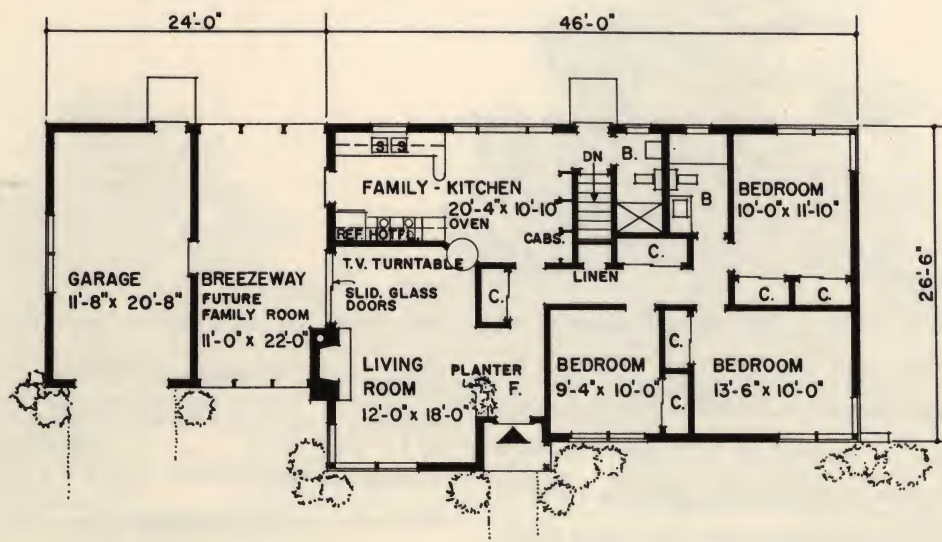 24'-0"
46'-0"
26'-6"
S S
DN
B.
B
FAMILY - KITCHEN
20'-4" x 10'-10"
OVEN
REF. HOTPL.
CABS.
BEDROOM
10'-0" x 11'-10"
T.V. TURNTABLE
LINEN
C.
C.
C.
C.
SLID. GLASS
DOORS
GARAGE
11'-8" x 20'-8"
BREEZEWAY
FUTURE
FAMILY ROOM
11'-0" x 22'-0"
LIVING
ROOM
12'-0" x 18'-0"
PLANTER
F.
BEDROOM
9'-4" x 10'-0"
C.
C.
BEDROOM
13'-6" x 10'-0"